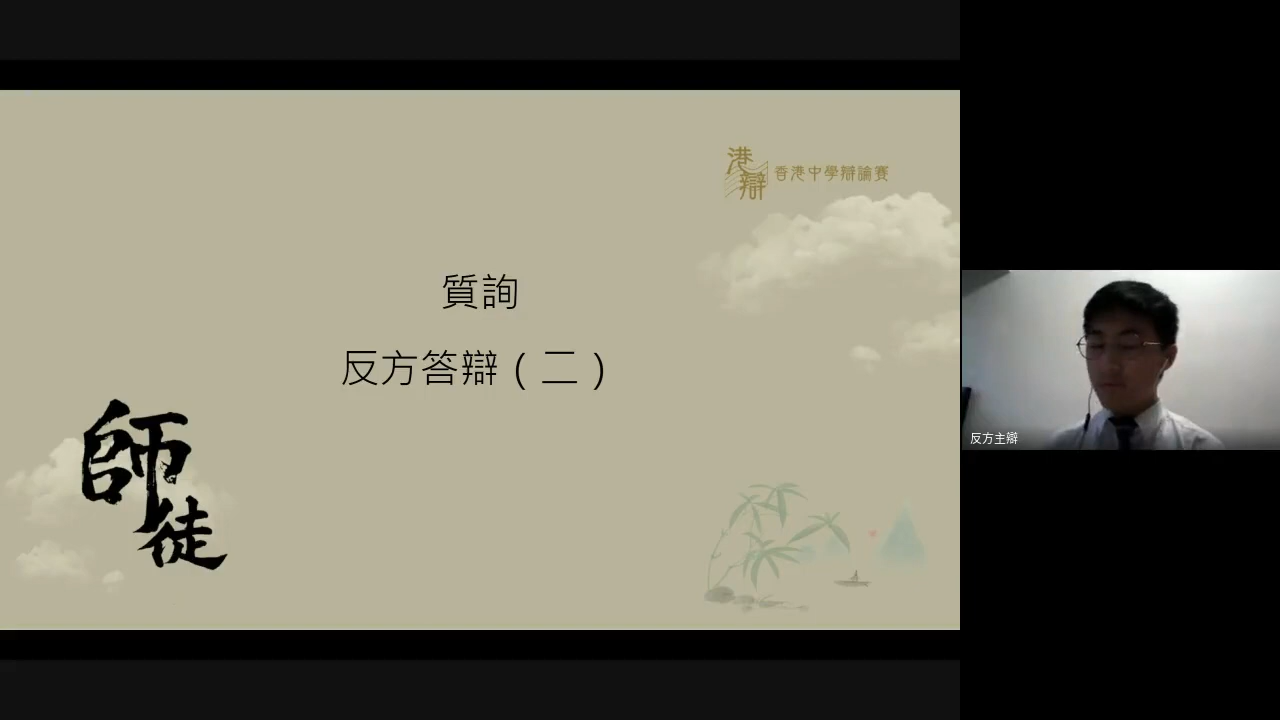 港辯
香港中學辯論賽
質詢
反方答辯（二）
師徒
反方主辯